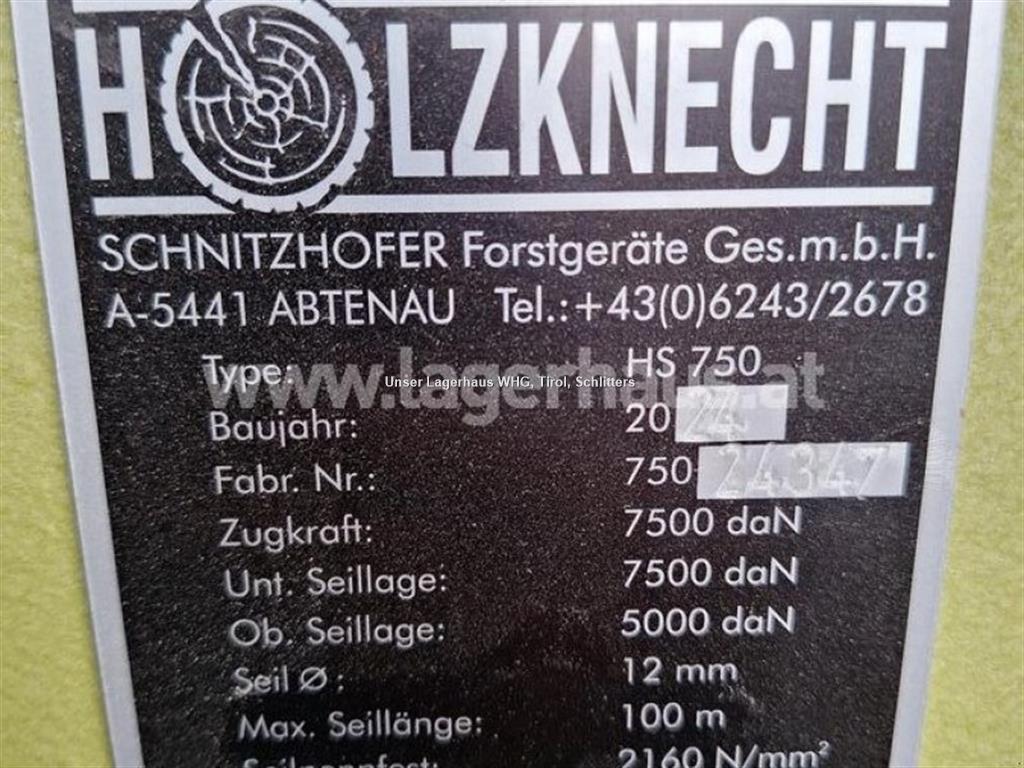 HOLZKNECHT
SCHNITZHOFER Forstgeräte Ges.m.b.H.
A-5441 ABTENAU Tel.:+43(0)6243/2678
Type: HS 750
www.lagerhaus.at
Unser Lagerhaus WHG, Tirol, Schlitters
Baujahr: 2024
Fabr. Nr.: 750 24347
Zugkraft: 7500 daN
Unt. Seillage: 7500 daN
Ob. Seillage: 5000 daN
Seil Ø : 12 mm
Max. Seillänge: 100 m
2160 N/mm²